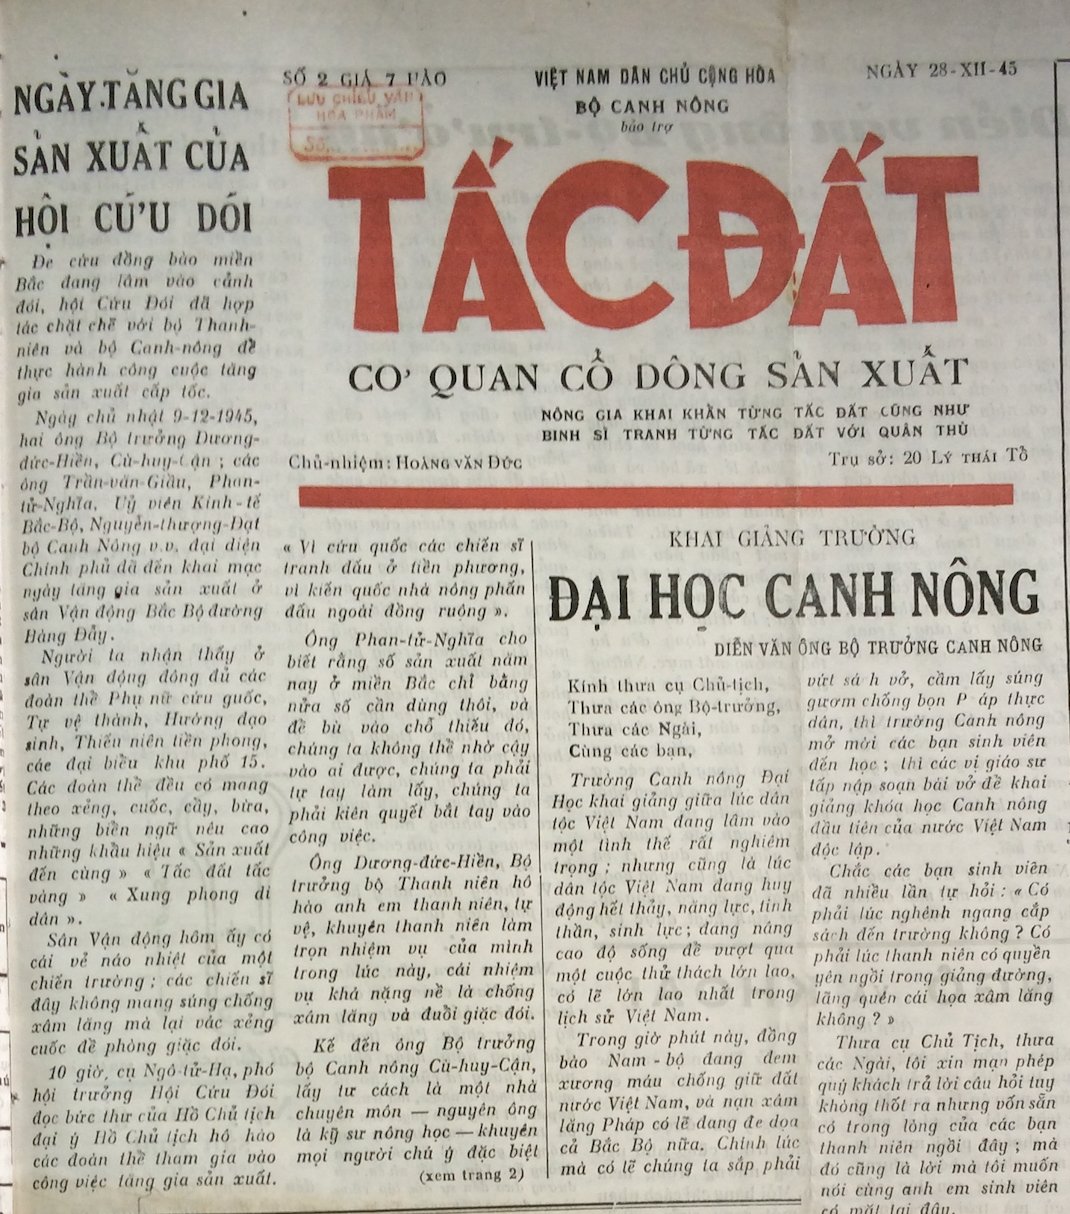 SỐ 2 GIÁ 7 HÀO
VIỆT NAM DÂN CHỦ CỘNG HÒA
NGÀY 28-XII-45
BỘ CANH NÔNG
bảo trợ
LƯU CHIỂU VĂN
HÓA PHẨM
Số
TẤC ĐẤT
CƠ QUAN CỔ DÔNG SẢN XUẤT
NÔNG GIA KHAI KHẨN TỪNG TẤC ĐẤT CŨNG NHƯ
BINH SĨ TRANH TỪNG TẤC ĐẤT VỚI QUÂN THÙ
Chủ-nhiệm : HOÀNG VĂN ĐỨC
Trụ sở: 20 LÝ THÁI TỔ
NGÀY TĂNG GIA
SẢN XUẤT CỦA
HỘI CỨU DÓI
Đe cứu đồng bào miền
Bắc đang lâm vào cảnh
đói, hội Cứu Đói đã hợp
tác chặt chẽ với bộ Thanh-
niên và bộ Canh-nông để
thực hành công cuộc tăng
gia sản xuất cấp tốc.
Ngày chủ nhật 9-12-1945,
hai ông Bộ trưởng Dương-
đức-Hiền, Cù-huy-Cận ; các
ông Trần-văn-Giầu, Phan-
tử-Nghĩa, Uỷ viên Kinh-tế
Bắc-Bộ, Nguyễn-thượng-Đạt
bộ Canh Nông v.v. đại diện
Chính phủ đã đến khai mạc
ngày tăng gia sản xuất ở
sân Vận động Bắc Bộ đường
Hàng Đẫy.
Người ta nhận thấy ở
sân Vận động đông đủ các
đoàn thể Phụ nữ cứu quốc,
Tự vệ thành, Hướng đạo
sinh, Thiếu niên tiền phong,
các đại biểu khu phố 15.
Các đoàn thể đều có mang
theo xẻng, cuốc, cầy, bừa,
những biển ngữ nêu cao
những khẩu hiệu « Sản xuất
đến cùng » « Tấc đất tấc
vàng » « Xung phong di
dân ».
Sân Vận động hôm ấy có
cái vẻ náo nhiệt của một
chiến trường ; các chiến sĩ
đây không mang súng chống
xâm lăng mà lại vác xẻng
cuốc để phòng giặc đói.
10 giờ, cụ Ngô-tử-Hạ, phó
hội trưởng Hội Cứu Đói
đọc bức thư của Hồ Chủ tịch
đại ý Hồ Chủ tịch hô hào
các đoàn thể tham gia vào
công việc tăng gia sản xuất.
« Vì cứu quốc các chiến sĩ
tranh đấu ở tiền phương,
vì kiến quốc nhà nông phấn
đấu ngoài đồng ruộng ».
Ông Phan-tử-Nghĩa cho
biết rằng số sản xuất năm
nay ở miền Bắc chỉ bằng
nửa số cần dùng thôi, và
để bù vào chỗ thiếu đó,
chúng ta không thể nhờ cậy
vào ai được, chúng ta phải
tự tay làm lấy, chúng ta
phải kiên quyết bắt tay vào
công việc.
Ông Dương-đức-Hiền, Bộ
trưởng bộ Thanh niên hô
hào anh em thanh niên, tự
vệ, khuyên thanh niên làm
trọn nhiệm vụ của mình
trong lúc này, cái nhiệm
vụ khá nặng nề là chống
xâm lăng và đuổi giặc đói.
Kế đến ông Bộ trưởng
bộ Canh nông Cù-huy-Cận,
lấy tư cách là một nhà
chuyên môn — nguyên ông
là kỹ sư nông học — khuyên
mọi người chú ý đặc biệt
(xem trang 2)
KHAI GIẢNG TRƯỜNG
ĐẠI HỌC CANH NÔNG
DIỄN VĂN ÔNG BỘ TRƯỞNG CANH NÔNG
Kính thưa cụ Chủ-tịch,
Thưa các ông Bộ-trưởng,
Thưa các Ngài,
Cùng các bạn,
Trường Canh nông Đại
Học khai giảng giữa lúc dân
tộc Việt Nam đang lâm vào
một tình thế rất nghiêm
trọng ; nhưng cũng là lúc
dân tộc Việt Nam đang huy
động hết thảy, năng lực, tinh
thần, sinh lực ; đang nâng
cao độ sống để vượt qua
một cuộc thử thách lớn lao,
có lẽ lớn lao nhất trong
lịch sử Việt Nam.
Trong giờ phút này, đồng
bào Nam-bộ đang đem
xương máu chống giữ đất
nước Việt Nam, và nạn xâm
lăng Pháp có lẽ đang đe dọa
cả Bắc Bộ nữa. Chính lúc
mà có lẽ chúng ta sắp phải
vứt sá h vở, cầm lấy súng
gươm chống bọn P áp thực
dân, thì trường Canh nông
mở mời các bạn sinh viên
đến học ; thì các vị giáo sư
tấp nập soạn bài vở để khai
giảng khóa học Canh nông
đầu tiên của nước Việt Nam
độc lập.
Chắc các bạn sinh viên
đã nhiều lần tự hỏi : « Có
phải lúc nghênh ngang cắp
sách đến trường không ? Có
phải lúc thanh niên có quyền
yên ngồi trong giảng đường,
lãng quên cái họa xâm lăng
không ? »
Thưa cụ Chủ Tịch, thưa
các Ngài, tôi xin mạn phép
quý khách trả lời câu hỏi tuy
không thốt ra nhưng vốn sẵn
có trong lòng của các bạn
thanh niên ngồi đây ; mà
đó cũng là lời mà tôi muốn
nói cùng anh em sinh viên
có mặt tại đây.